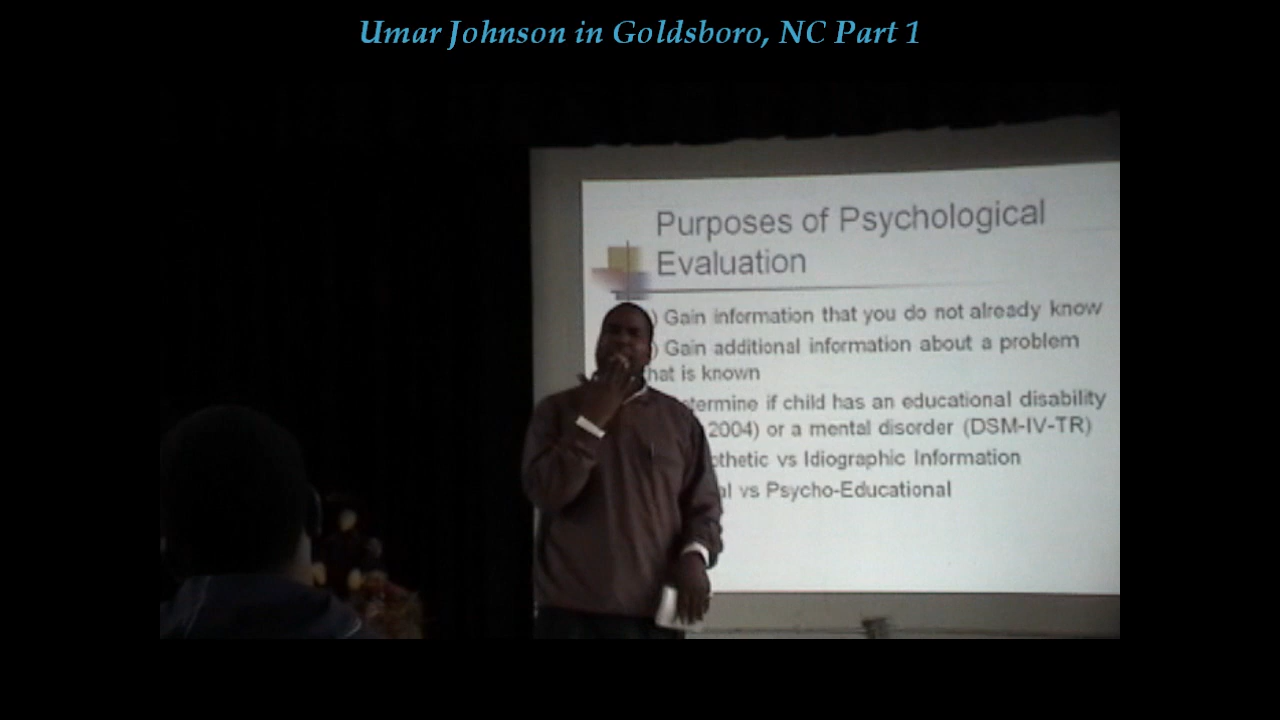 Umar Johnson in Goldsboro, NC Part 1
Purposes of Psychological
Evaluation
) Gain information that you do not already know
) Gain additional information about a problem
hat is known
termine if child has an educational disability
2004) or a mental disorder (DSM-IV-TR)
thetic vs Idiographic Information
al vs Psycho-Educational